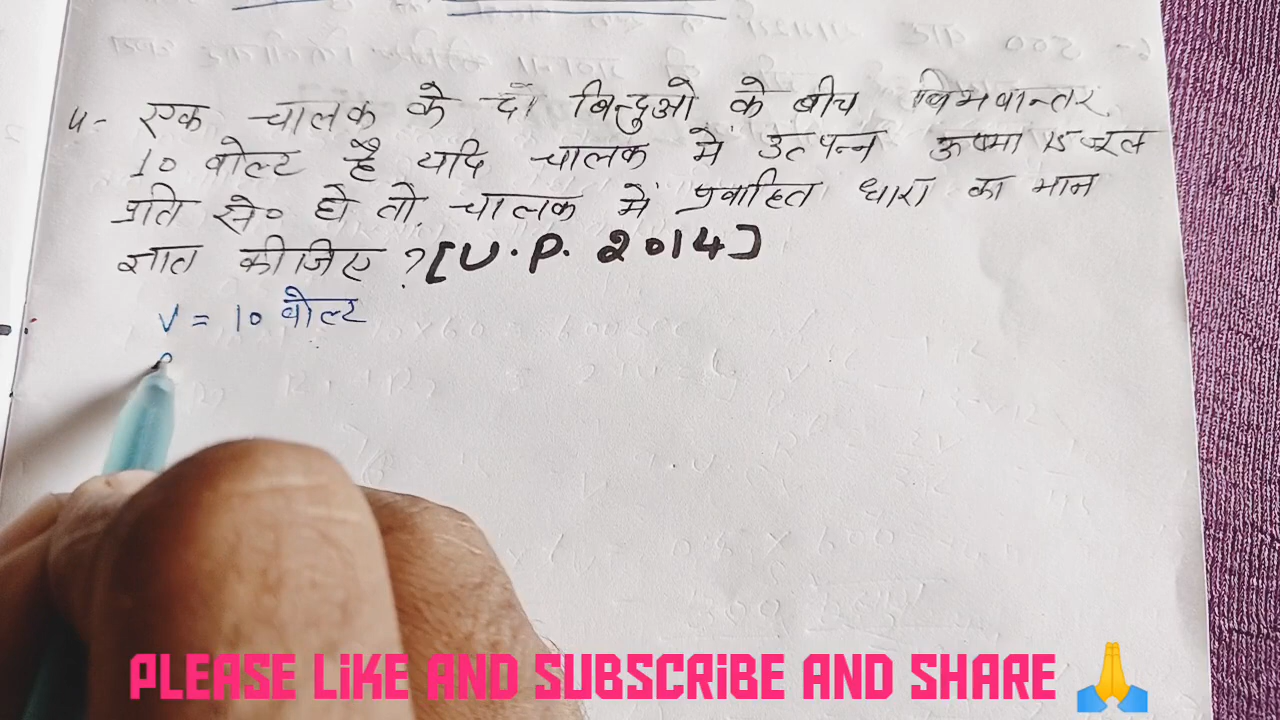 4- एक चालक के दो बिन्दुओ के बीच विभवान्तर
10 वोल्ट है यदि चालक में उत्पन्न ऊष्मा 15 जूल
प्रति से० हो तो चालक में प्रवाहित धारा का मान
ज्ञात कीजिए ? [U.P. 2014]
V = 10 वोल्ट
PLEASE LIKE AND SUBSCRIBE AND SHARE 🙏